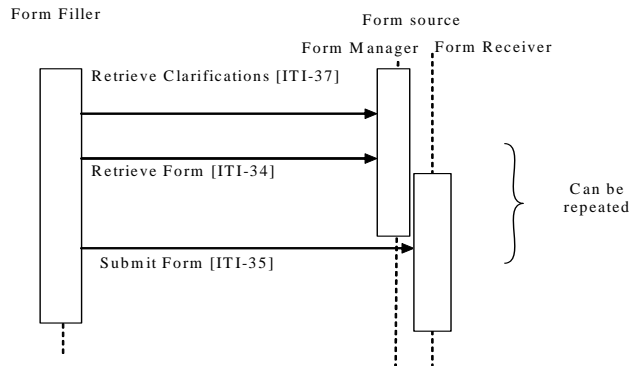 Form Filler
Form source
Form Manager
Form Receiver
Retrieve Clarifications [ITI-37]
Retrieve Form [ITI-34]
Can be
repeated
Submit Form [ITI-35]